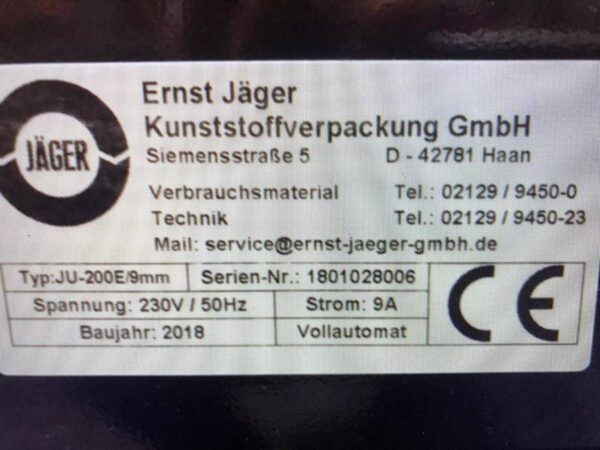 JÄGER
Ernst Jäger
Kunststoffverpackung GmbH
Siemensstraße 5 D - 42781 Haan
Verbrauchsmaterial Tel.: 02129 / 9450-0
Technik Tel.: 02129 / 9450-23
Mail: service@ernst-jaeger-gmbh.de
Typ:JU-200E/9mm Serien-Nr.: 1801028006
Spannung: 230V / 50Hz Strom: 9A
Baujahr: 2018 Vollautomat
CE